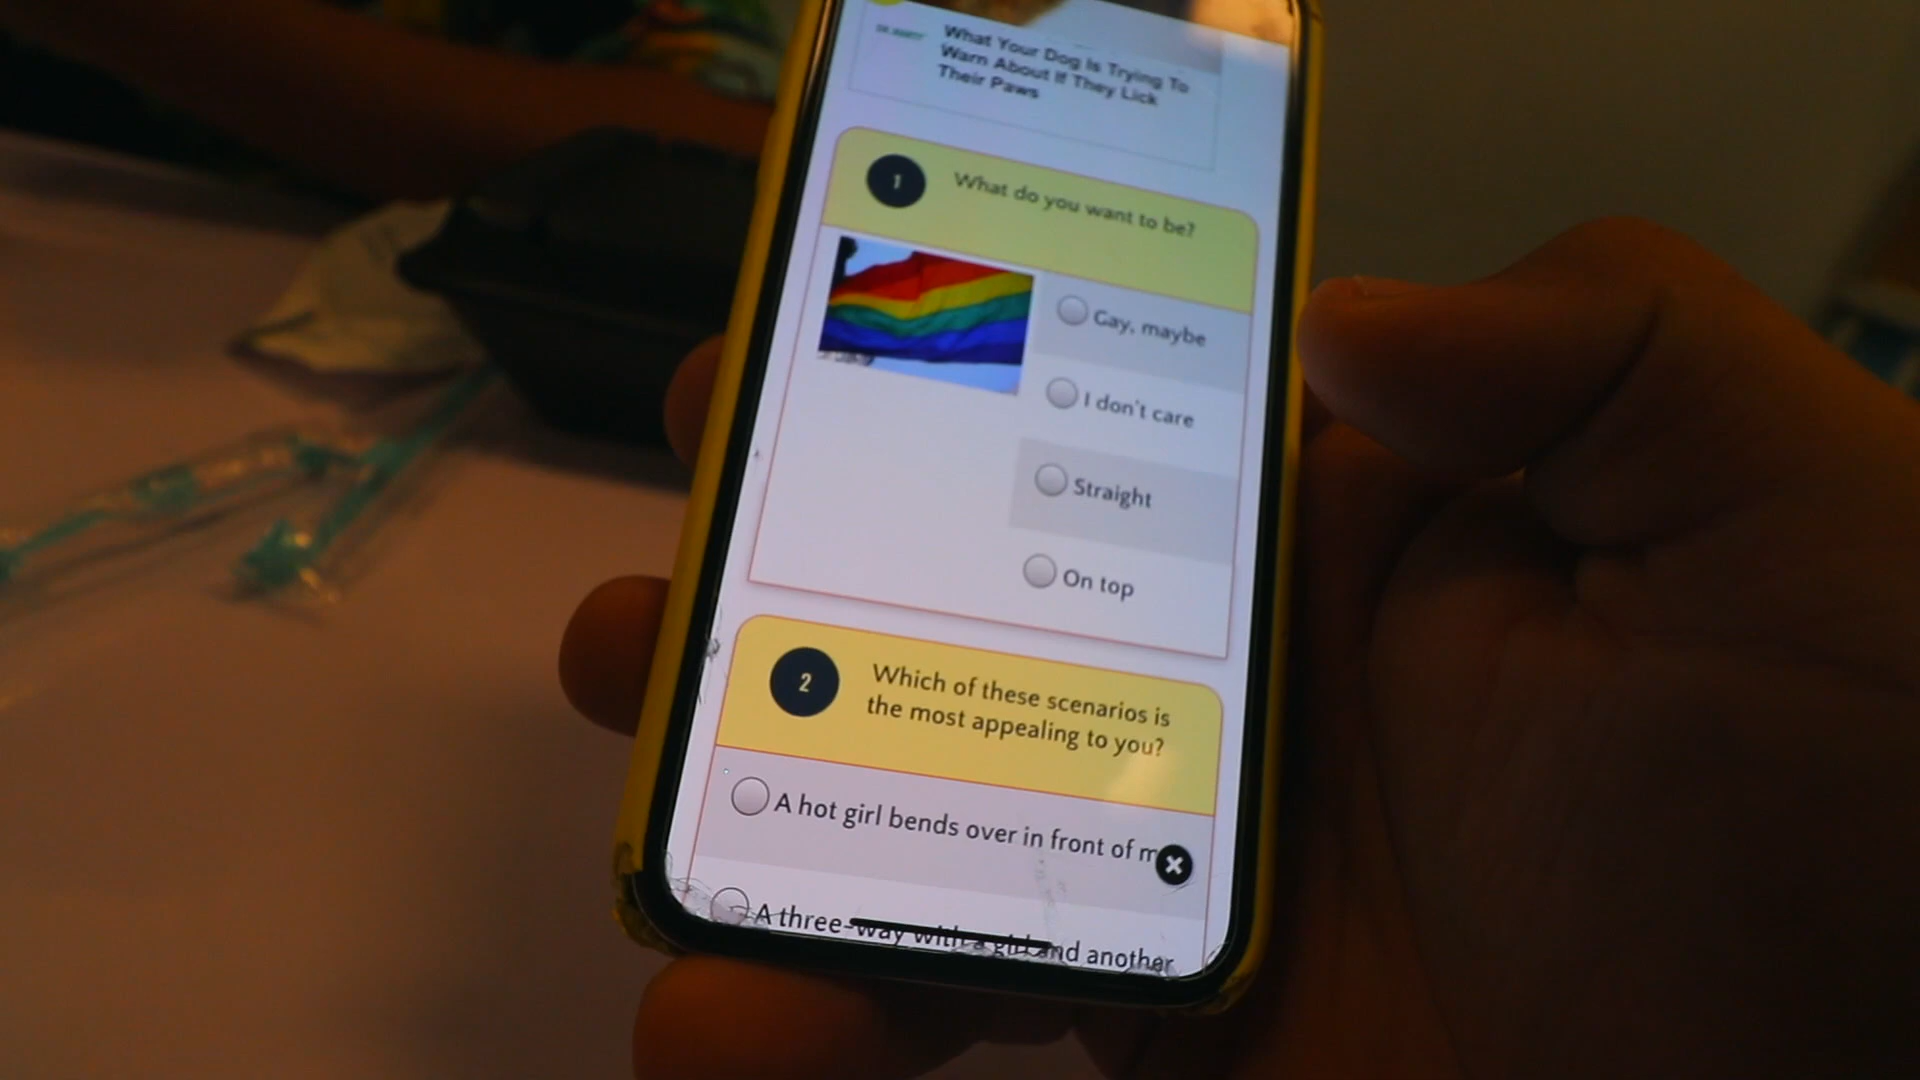 What Your Dog Is Trying To
Warn About If They Lick
Their Paws
1
What do you want to be?
Gay, maybe
I don't care
Straight
On top
2
Which of these scenarios is
the most appealing to you?
A hot girl bends over in front of m
A three-way with a girl and another